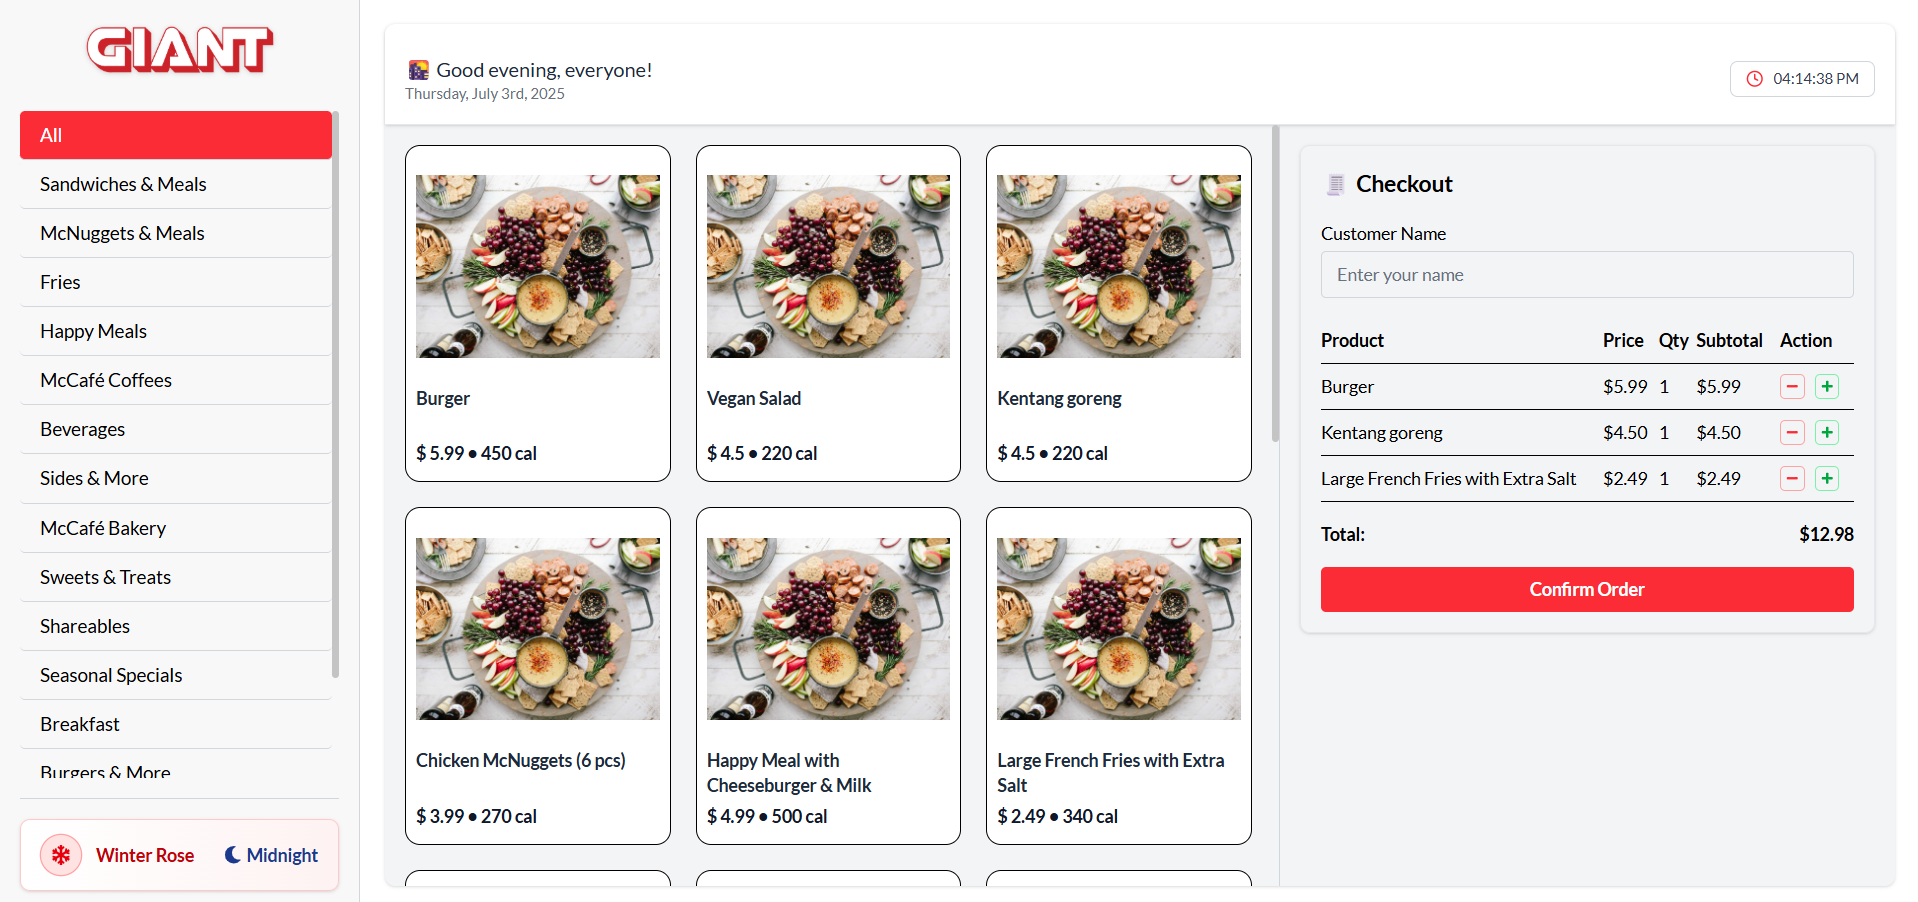 GIANT
All
Sandwiches & Meals
McNuggets & Meals
Fries
Happy Meals
McCafé Coffees
Beverages
Sides & More
McCafé Bakery
Sweets & Treats
Shareables
Seasonal Specials
Breakfast
Burgers & More
Winter Rose
Midnight
Good evening, everyone!
Thursday, July 3rd, 2025
04:14:38 PM
Burger
$ 5.99 • 450 cal
Vegan Salad
$ 4.5 • 220 cal
Kentang goreng
$ 4.5 • 220 cal
Chicken McNuggets (6 pcs)
$ 3.99 • 270 cal
Happy Meal with
Cheeseburger & Milk
$ 4.99 • 500 cal
Large French Fries with Extra
Salt
$ 2.49 • 340 cal
Checkout
Customer Name
Enter your name
Product Price Qty Subtotal Action
Burger $5.99 1 $5.99 − +
Kentang goreng $4.50 1 $4.50 − +
Large French Fries with Extra Salt $2.49 1 $2.49 − +
Total: $12.98
Confirm Order